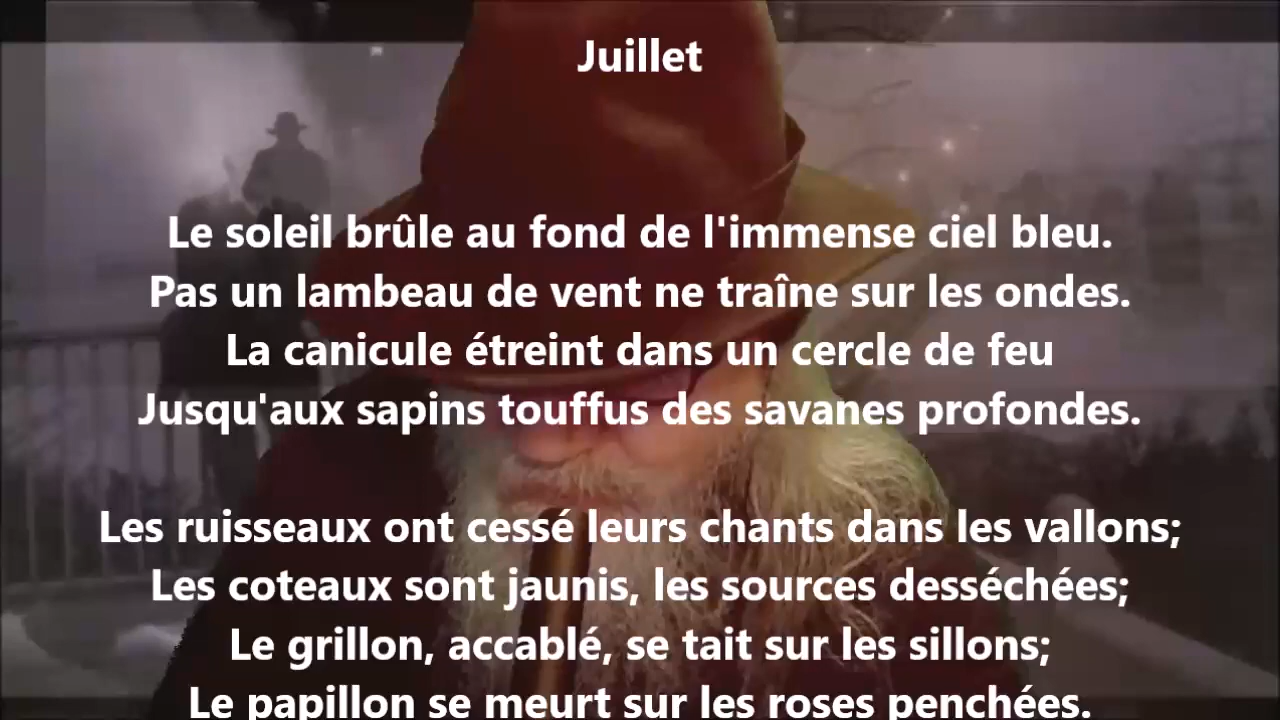 Juillet
Le soleil brûle au fond de l'immense ciel bleu.
Pas un lambeau de vent ne traîne sur les ondes.
La canicule étreint dans un cercle de feu
Jusqu'aux sapins touffus des savanes profondes.
Les ruisseaux ont cessé leurs chants dans les vallons;
Les coteaux sont jaunis, les sources desséchées;
Le grillon, accablé, se tait sur les sillons;
Le papillon se meurt sur les roses penchées.